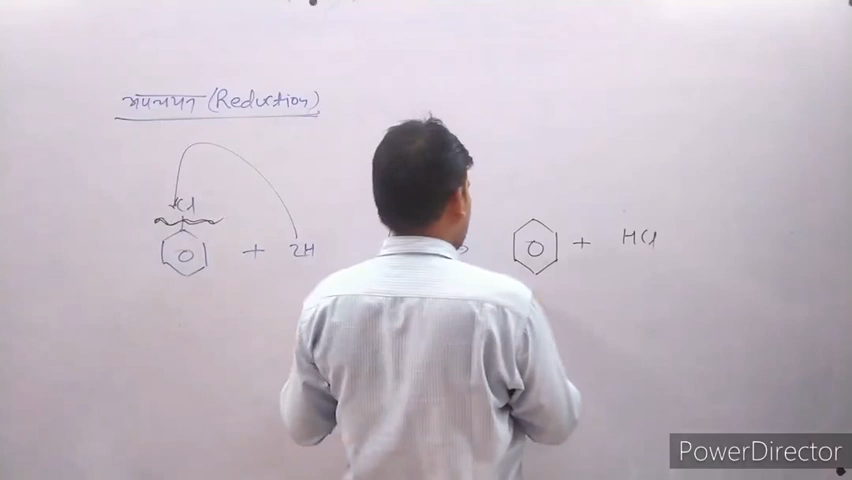 अपचयन (Reduction)
Cl
+ 2H + HCl
PowerDirector